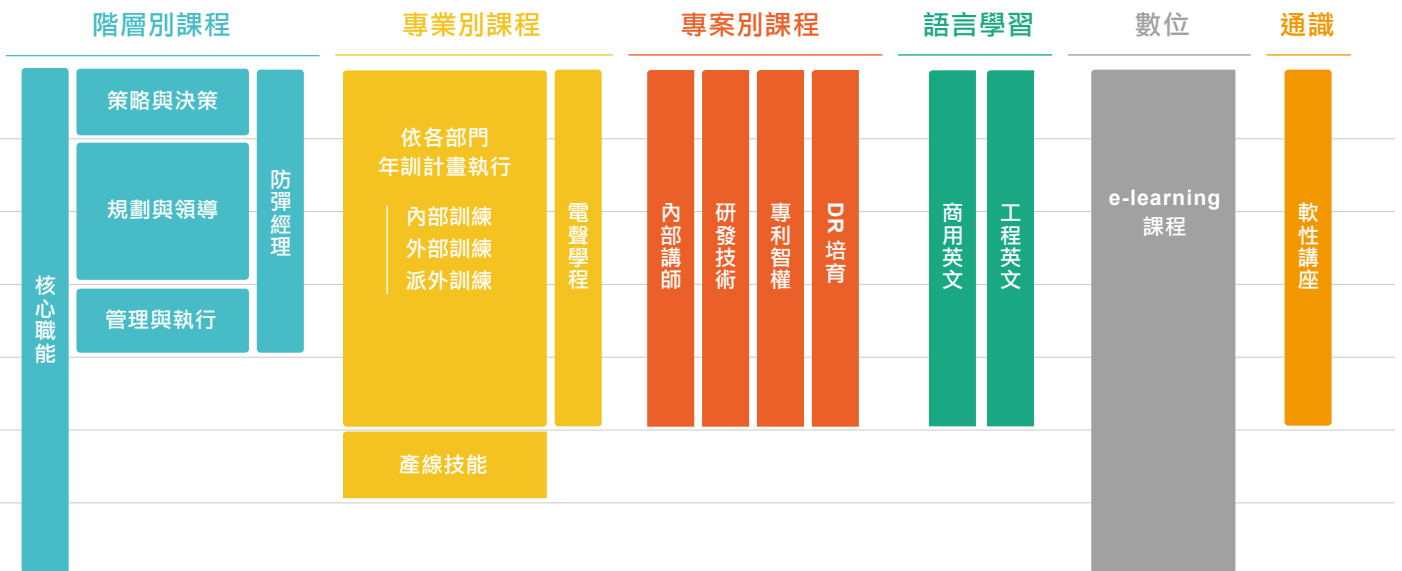 階層別課程
專業別課程
專案別課程
語言學習
數位
通識
核心職能
策略與決策
規劃與領導
管理與執行
防彈經理
依各部門
年訓計畫執行
內部訓練
外部訓練
派外訓練
產線技能
電聲學程
內部講師
研發技術
專利智權
DR 培育
商用英文
工程英文
e-learning
課程
軟性講座